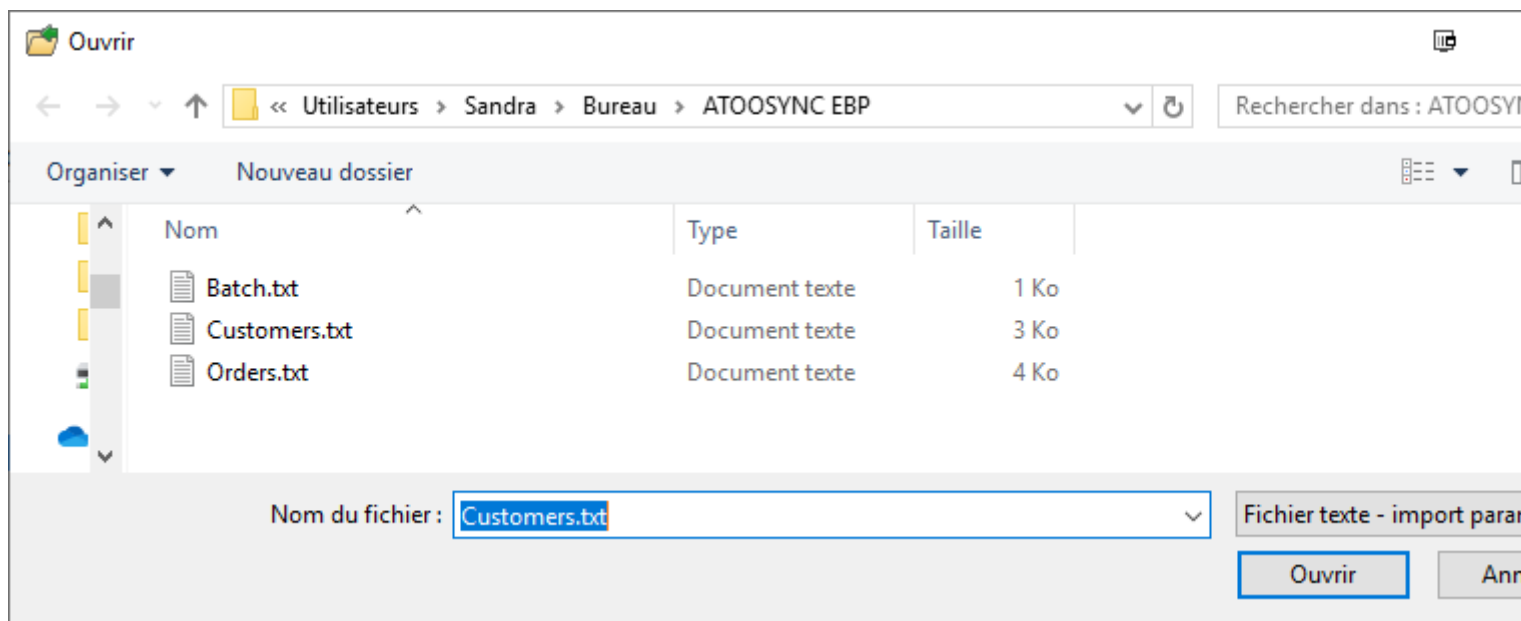 Ouvrir
« Utilisateurs > Sandra > Bureau > ATOOSYNC EBP
Rechercher dans : ATOOSYN
Organiser Nouveau dossier
Nom Type Taille
Batch.txt Document texte 1 Ko
Customers.txt Document texte 3 Ko
Orders.txt Document texte 4 Ko
Nom du fichier : Customers.txt
Fichier texte - import parar
Ouvrir Ann